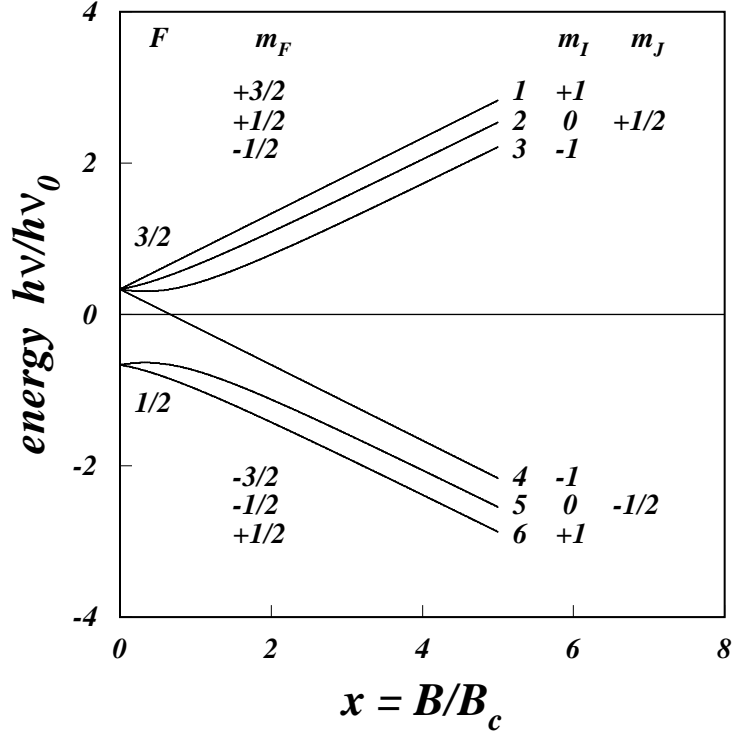 4
F m_F m_I m_J
+3/2 1 +1
+1/2 2 0 +1/2
-1/2 3 -1
2
3/2
0
1/2
-2
-3/2 4 -1
-1/2 5 0 -1/2
+1/2 6 +1
-4
0 2 4 6 8
energy hν/hν_0
x = B/B_c